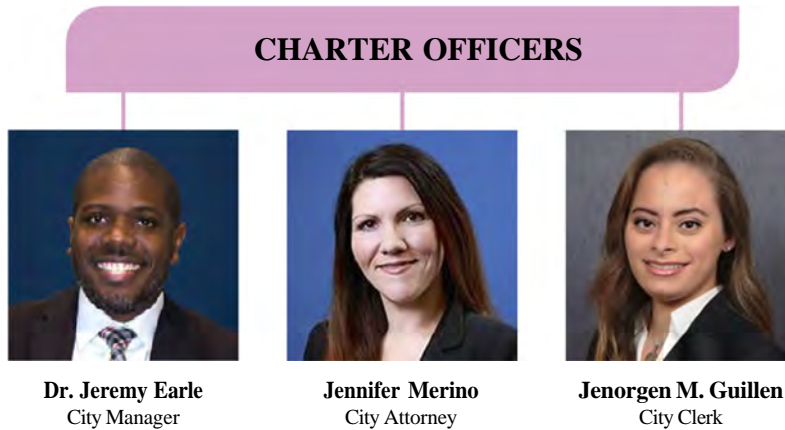 CHARTER OFFICERS
Dr. Jeremy Earle
City Manager
Jennifer Merino
City Attorney
Jenorgen M. Guillen
City Clerk